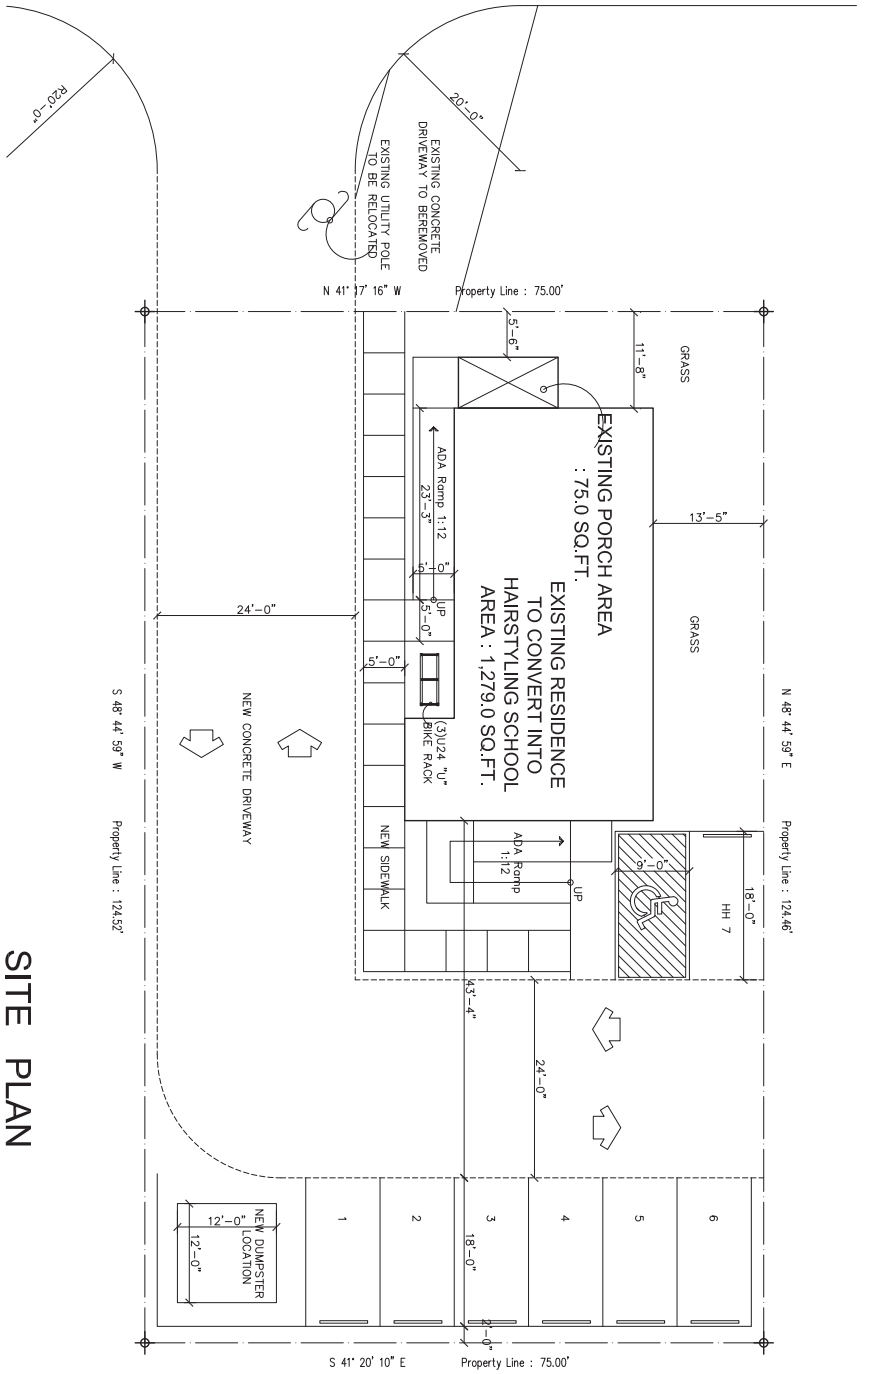 R20'-0"
20'-0"
EXISTING CONCRETE
DRIVEWAY TO BEREMOVED
EXISTING UTILITY POLE
TO BE RELOCATED
N 41° 17' 16" W
Property Line : 75.00'
5'-6"
11'-8"
GRASS
EXISTING PORCH AREA
: 75.0 SQ.FT.
ADA Ramp 1:12
23'-3"
13'-5"
5'-0"
UP
5'-0"
EXISTING RESIDENCE
TO CONVERT INTO
HAIRSTYLING SCHOOL
AREA : 1,279.0 SQ.FT.
GRASS
24'-0"
5'-0"
(3)U24 "U"
BIKE RACK
NEW CONCRETE DRIVEWAY
S 48° 44' 59" W
Property Line : 124.52'
N 48° 44' 59" E
Property Line : 124.46'
NEW SIDEWALK
ADA Ramp
1:12
UP
9'-0"
18'-0"
HH 7
43'-4"
24'-0"
NEW DUMPSTER
LOCATION
12'-0"
12'-0"
1
2
3
4
5
6
18'-0"
2'-0"
S 41° 20' 10" E
Property Line : 75.00'
SITE PLAN